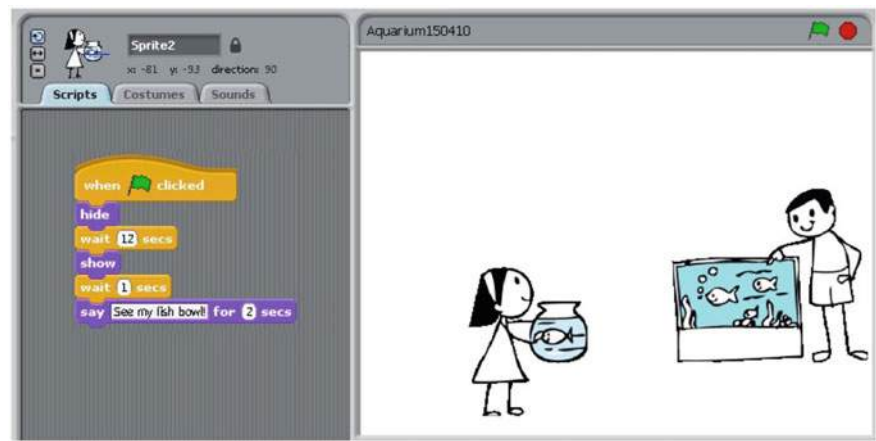 Sprite2
x: -81 y: -93 direction: 90
Scripts Costumes Sounds
when clicked
hide
wait 12 secs
show
wait 1 secs
say See my fish bowl! for 2 secs
Aquarium150410